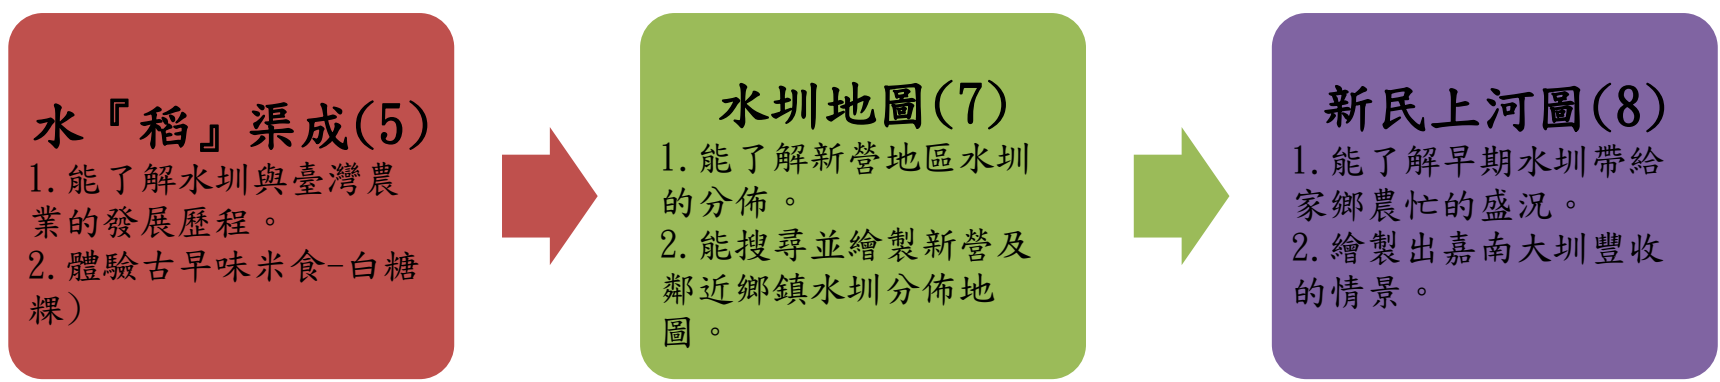 水『稻』渠成(5)
1.能了解水圳與臺灣農
業的發展歷程。
2.體驗古早味米食-白糖
粿)
水圳地圖(7)
1.能了解新營地區水圳
的分佈。
2.能搜尋並繪製新營及
鄰近鄉鎮水圳分佈地
圖。
新民上河圖(8)
1.能了解早期水圳帶給
家鄉農忙的盛況。
2.繪製出嘉南大圳豐收
的情景。